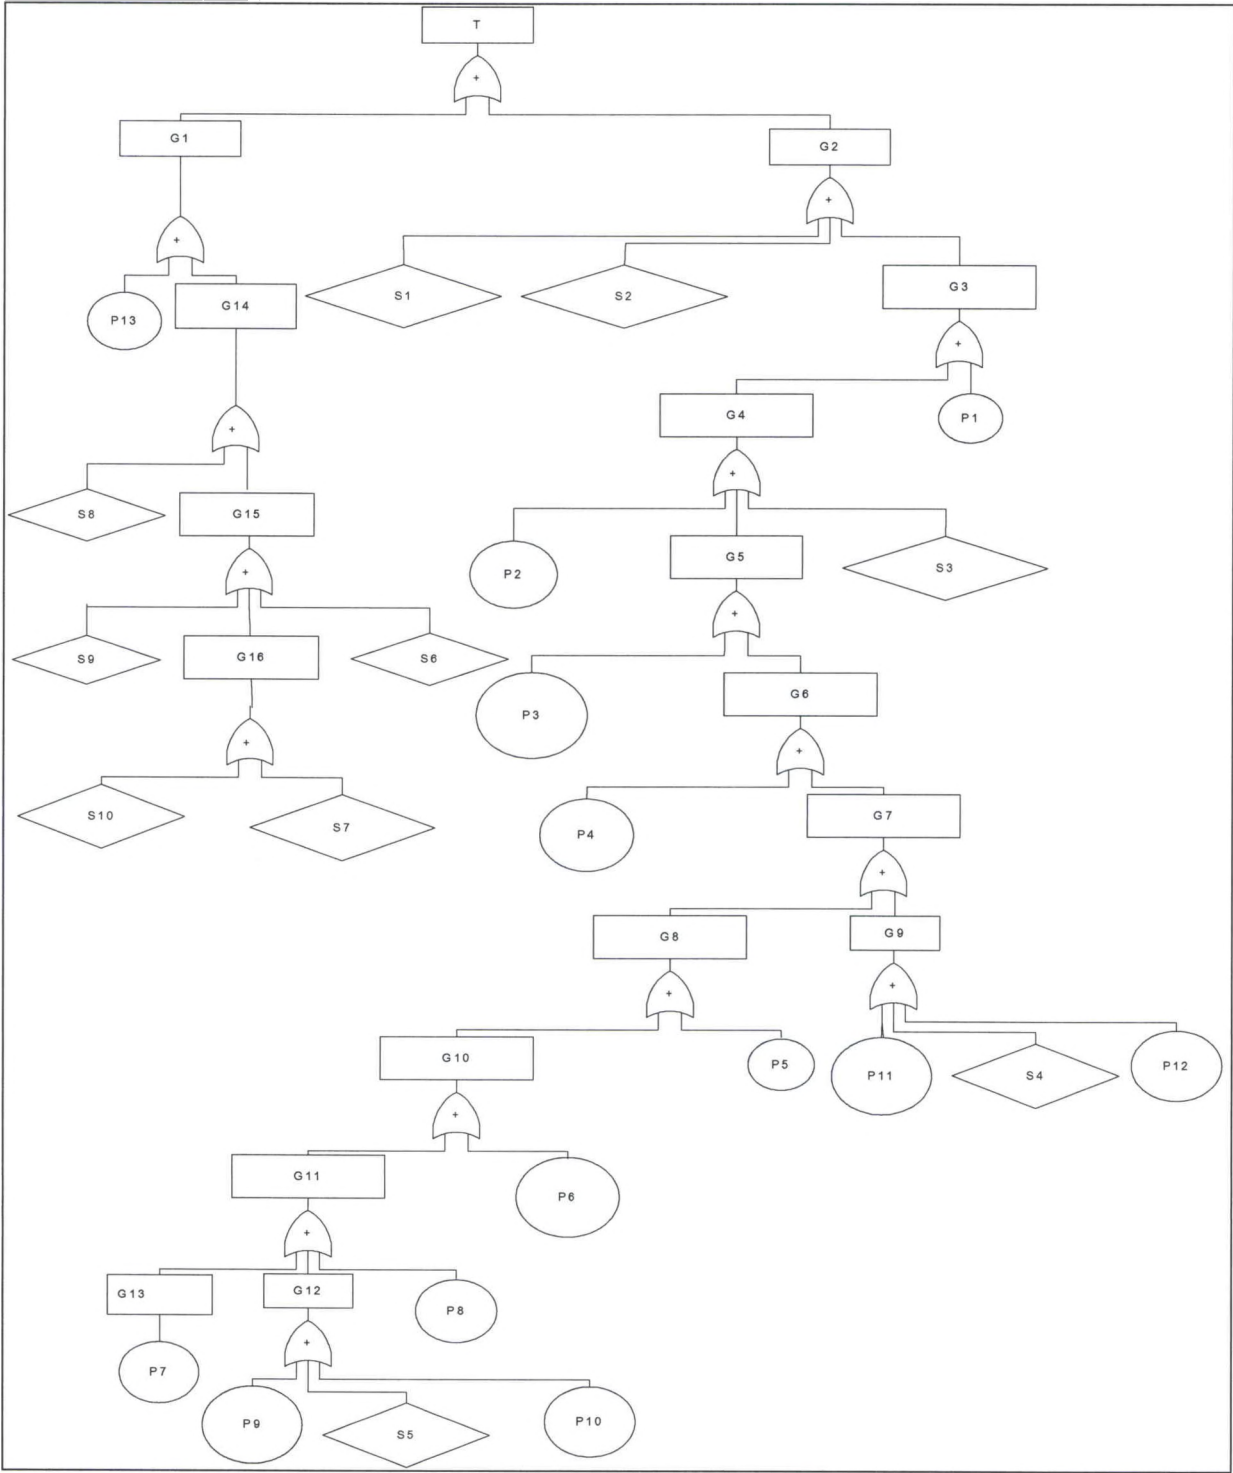 T
+
G1
G2
+
+
S1
S2
G3
P13
G14
+
G4
P1
+
+
S8
G15
P2
G5
S3
+
+
S9
G16
S6
P3
G6
+
+
S10
S7
P4
G7
+
G8
G9
+
+
G10
P5
P11
S4
P12
+
G11
P6
+
G13
G12
P8
+
P7
P9
S5
P10